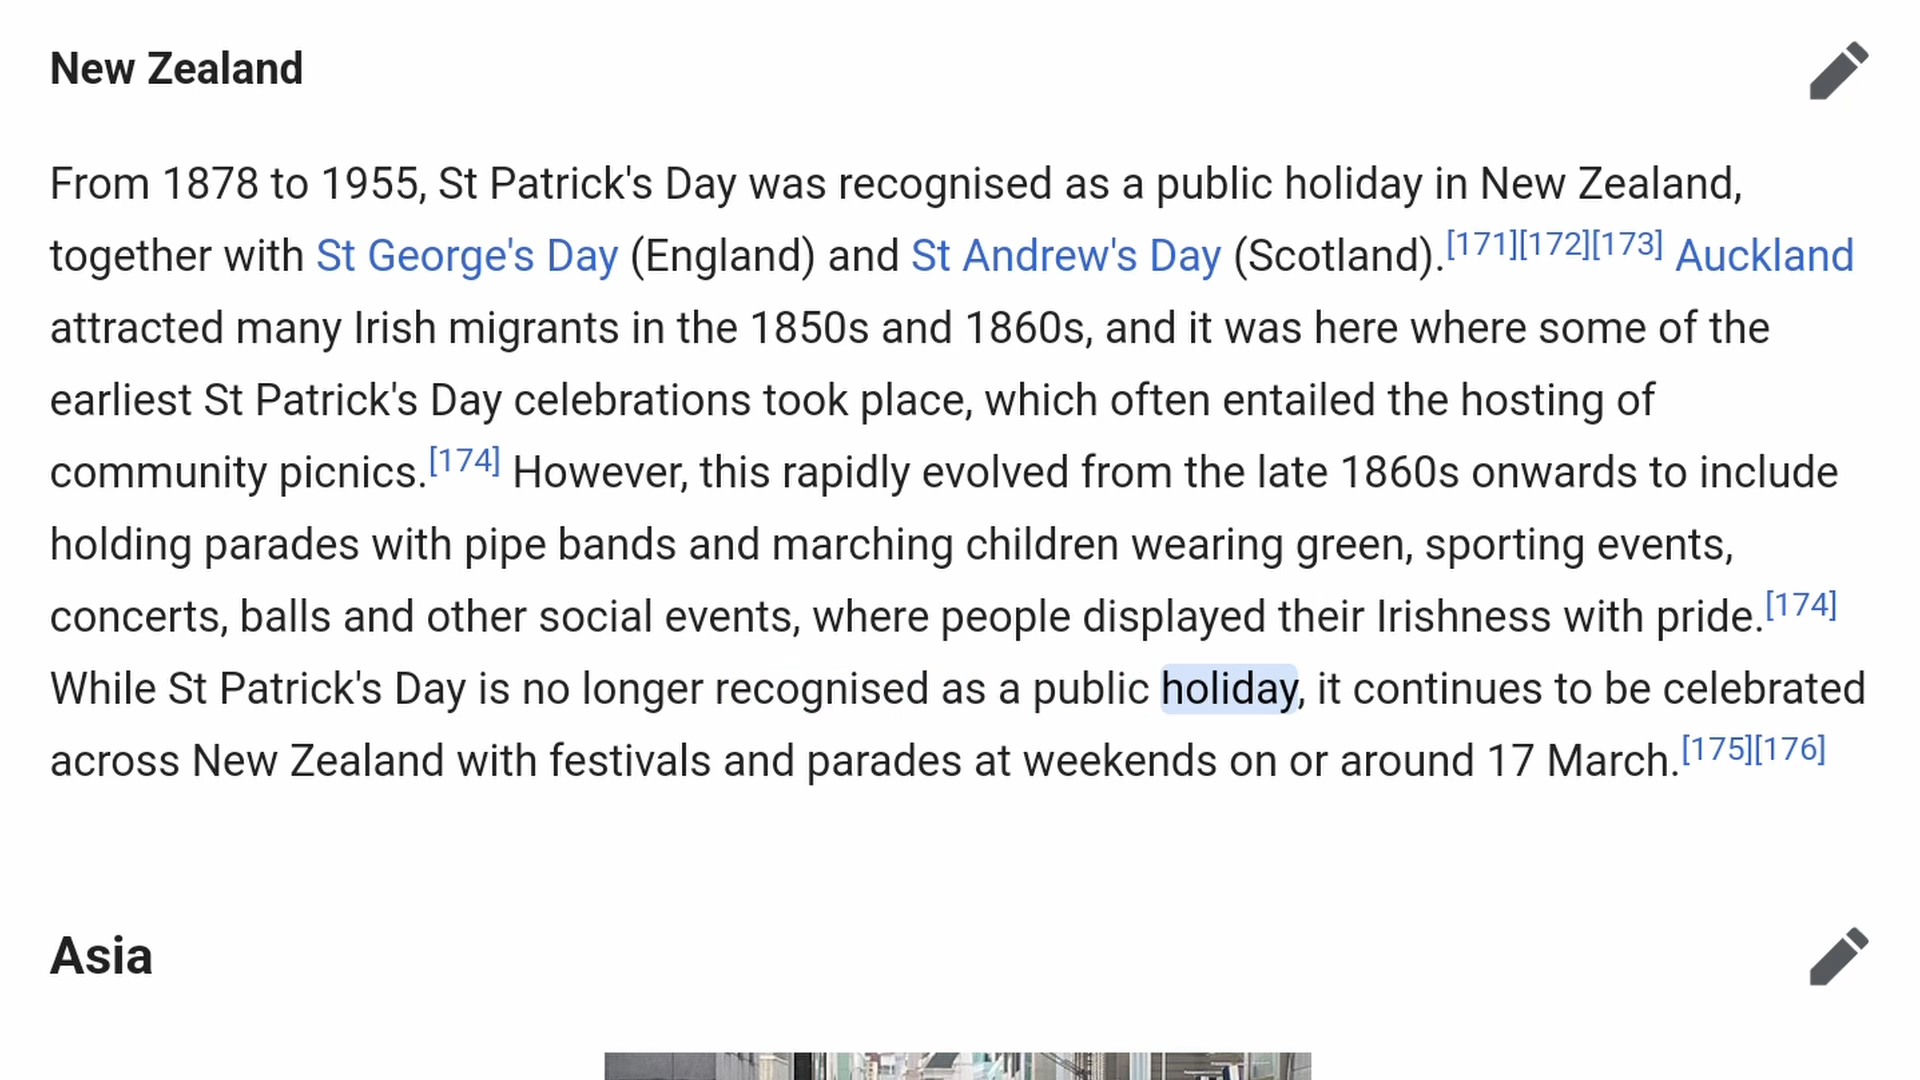 New Zealand
From 1878 to 1955, St Patrick's Day was recognised as a public holiday in New Zealand,
together with St George's Day (England) and St Andrew's Day (Scotland).[171][172][173] Auckland
attracted many Irish migrants in the 1850s and 1860s, and it was here where some of the
earliest St Patrick's Day celebrations took place, which often entailed the hosting of
community picnics.[174] However, this rapidly evolved from the late 1860s onwards to include
holding parades with pipe bands and marching children wearing green, sporting events,
concerts, balls and other social events, where people displayed their Irishness with pride.[174]
While St Patrick's Day is no longer recognised as a public holiday, it continues to be celebrated
across New Zealand with festivals and parades at weekends on or around 17 March.[175][176]
Asia